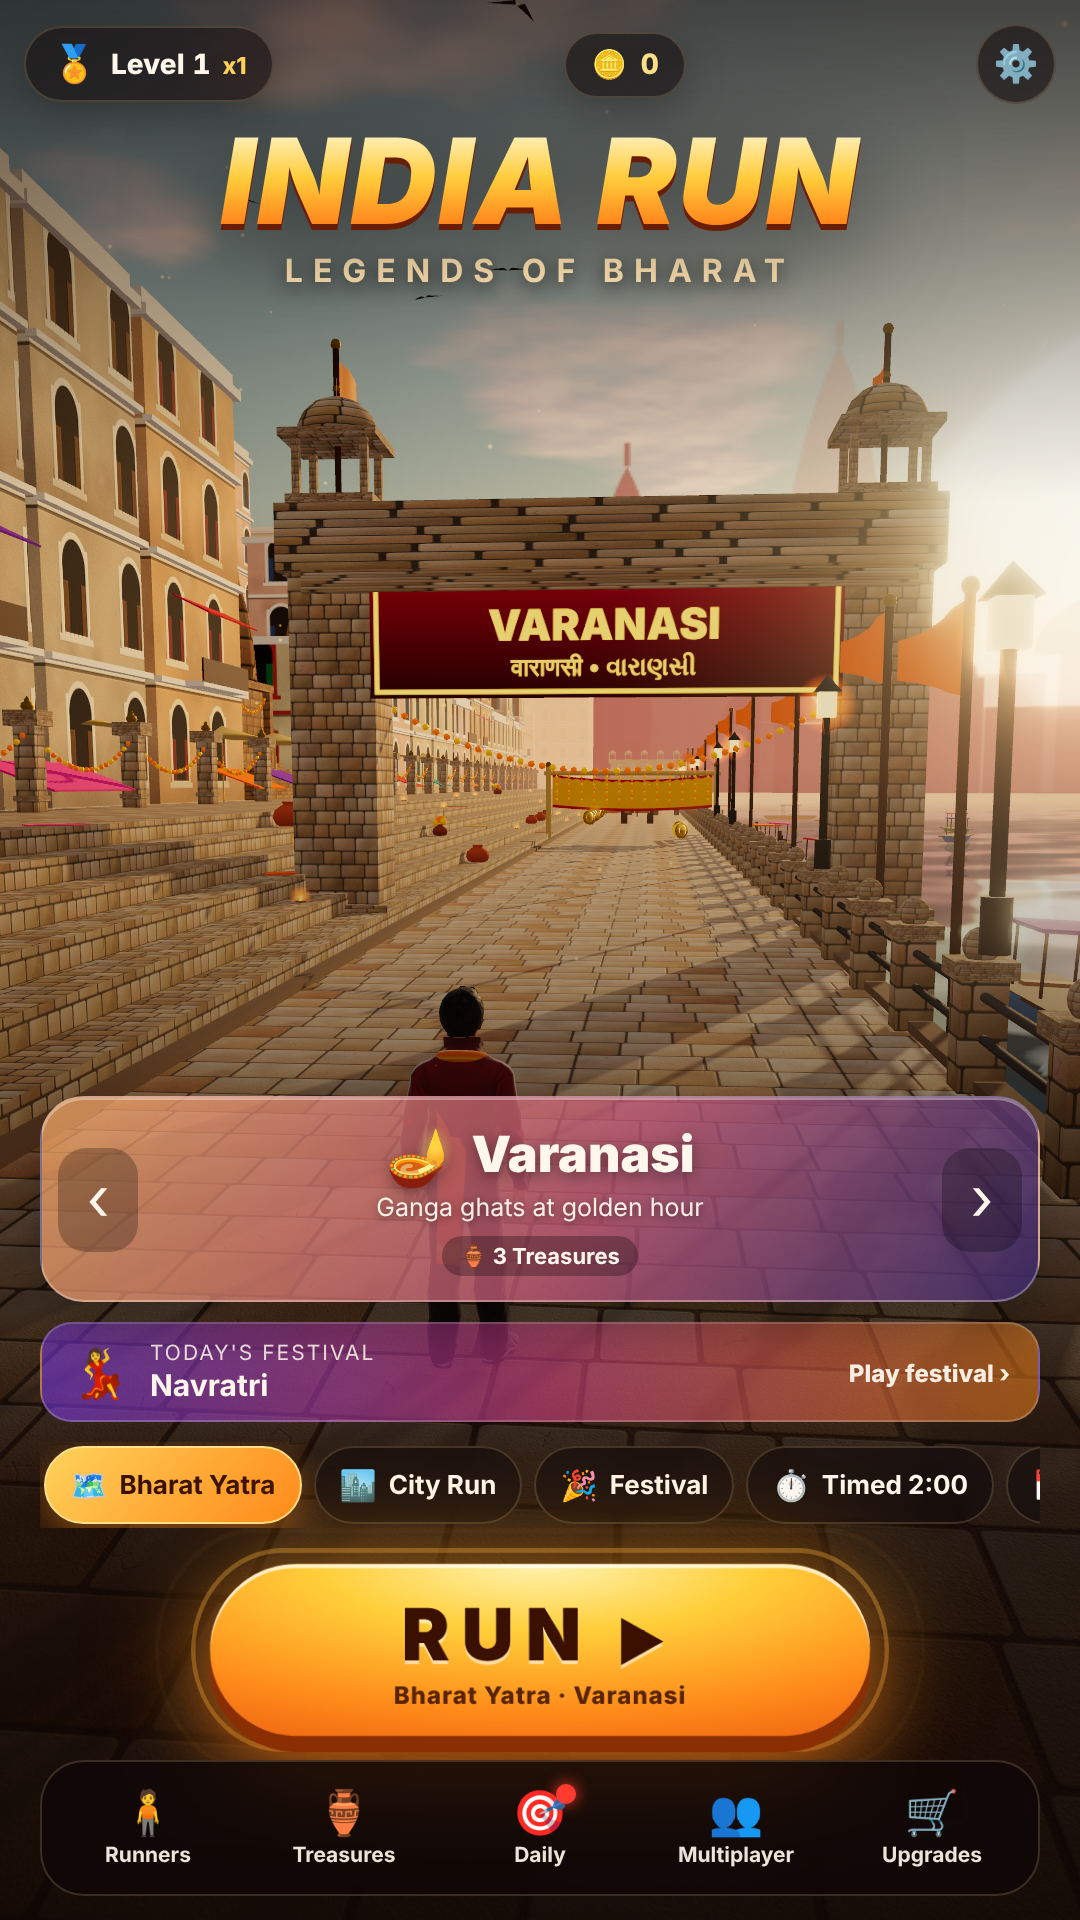 Level 1 x1
0
INDIA RUN
LEGENDS OF BHARAT
VARANASI
वाराणसी • વારાણસી
Varanasi
Ganga ghats at golden hour
3 Treasures
TODAY'S FESTIVAL
Navratri
Play festival ›
Bharat Yatra
City Run
Festival
Timed 2:00
RUN ▶
Bharat Yatra · Varanasi
Runners
Treasures
Daily
Multiplayer
Upgrades